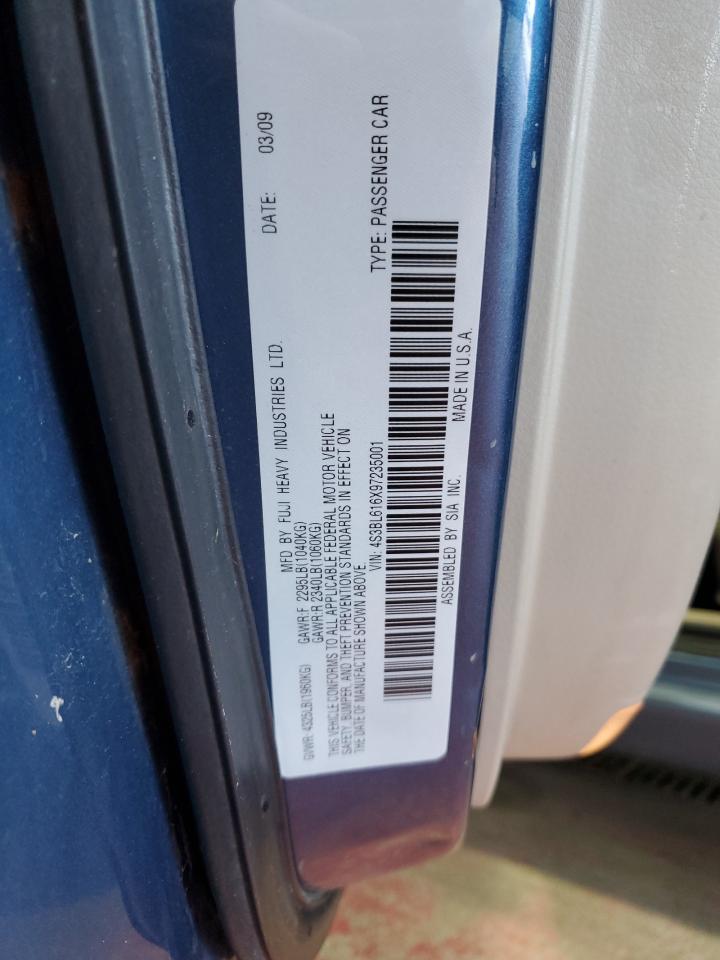 MFD BY FUJI HEAVY INDUSTRIES LTD. DATE: 03/09
GVWR: 4325LB(1960KG) GAWR:F 2295LB(1040KG)
GAWR:R 2340LB(1060KG)
THIS VEHICLE CONFORMS TO ALL APPLICABLE FEDERAL MOTOR VEHICLE
SAFETY, BUMPER, AND THEFT PREVENTION STANDARDS IN EFFECT ON
THE DATE OF MANUFACTURE SHOWN ABOVE.
VIN: 4S3BL616X97235001 TYPE: PASSENGER CAR
ASSEMBLED BY SIA INC. MADE IN U.S.A.